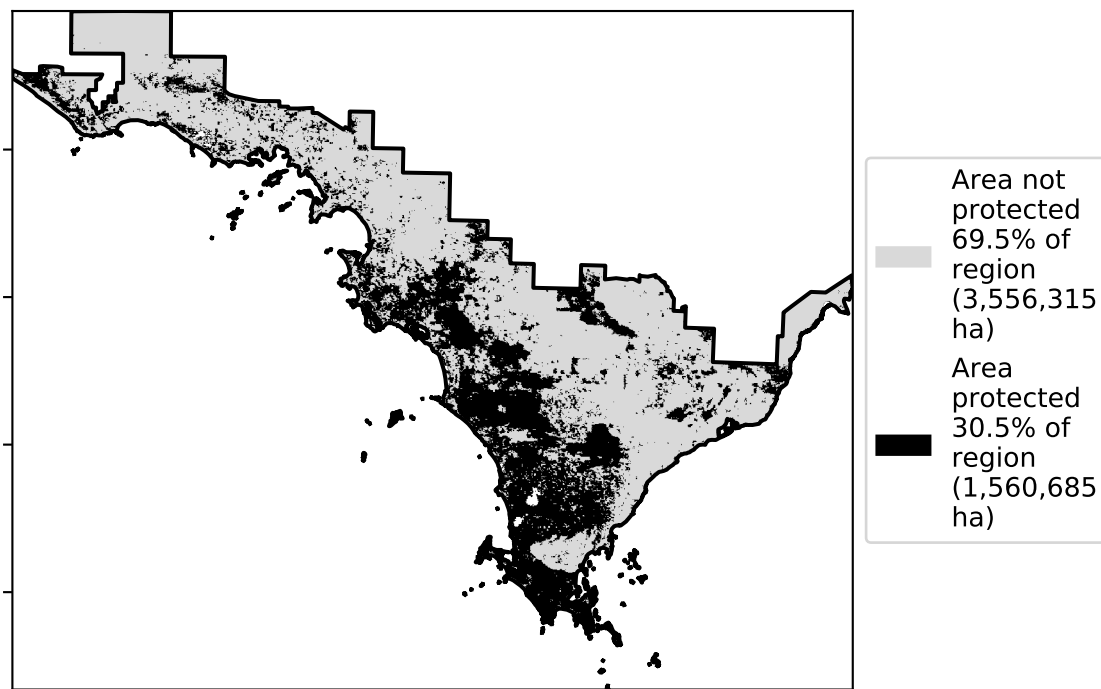 Area not
protected
69.5% of
region
(3,556,315
ha)
Area
protected
30.5% of
region
(1,560,685
ha)